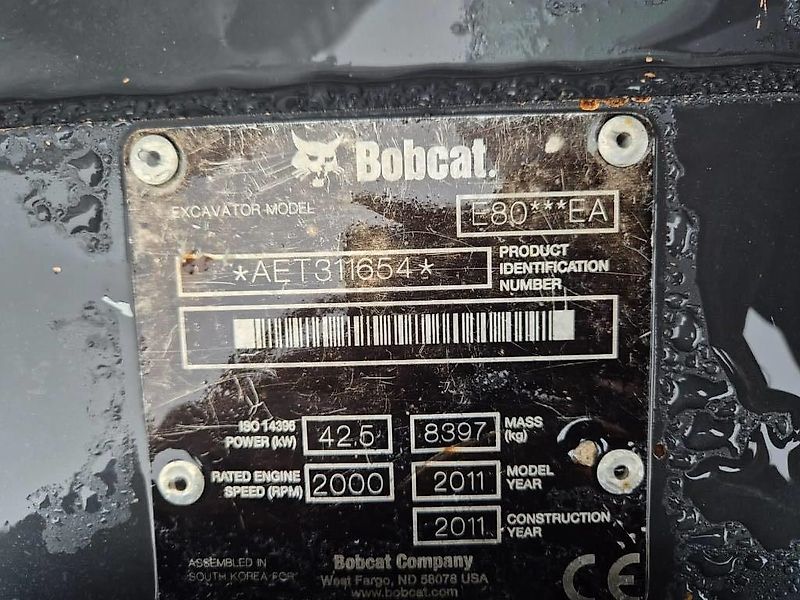 Bobcat.
EXCAVATOR MODEL E80***EA
*AET311654* PRODUCT IDENTIFICATION NUMBER
ISO 14396 POWER (kW) 42.5 8397 MASS (kg)
RATED ENGINE SPEED (RPM) 2000 2011 MODEL YEAR
2011 CONSTRUCTION YEAR
ASSEMBLED IN SOUTH KOREA FOR
Bobcat Company
West Fargo, ND 58078 USA
www.bobcat.com
CE